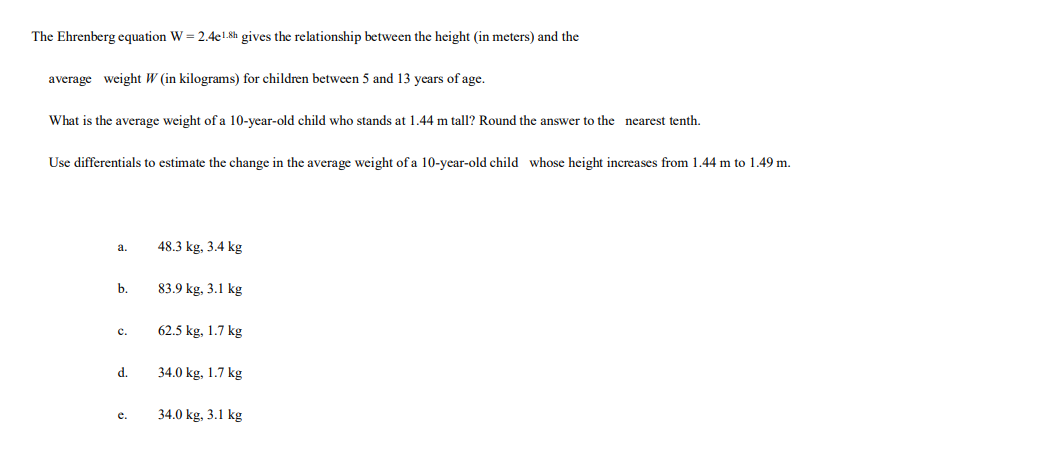 The Ehrenberg equation W = 2.4e1.8h gives the relationship between the height (in meters) and the
average weight W (in kilograms) for children between 5 and 13 years of age.
What is the average weight of a 10-year-old child who stands at 1.44 m tall? Round the answer to the nearest tenth.
Use differentials to estimate the change in the average weight of a 10-year-old child whose height increases from 1.44 m to 1.49 m.
a. 48.3 kg, 3.4 kg
b. 83.9 kg, 3.1 kg
c. 62.5 kg, 1.7 kg
d. 34.0 kg, 1.7 kg
e. 34.0 kg, 3.1 kg